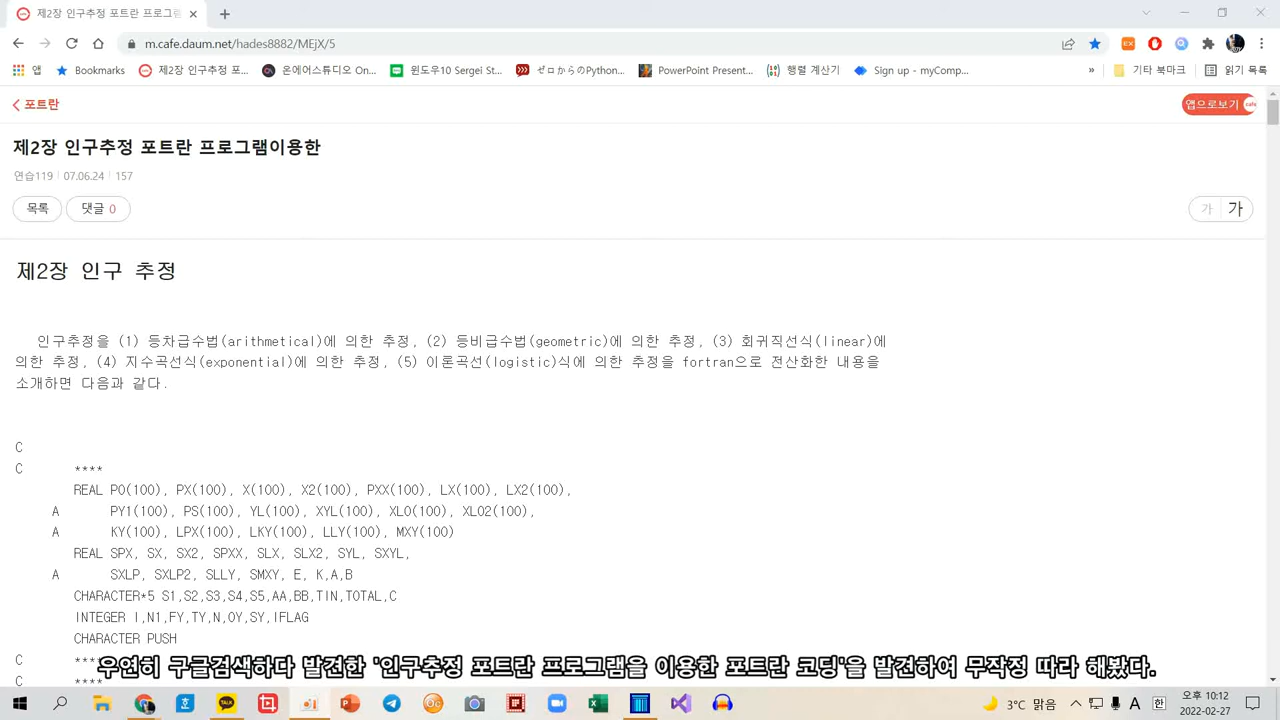 제2장 인구추정 포트란 프로그
m.cafe.daum.net/hades8882/MEjX/5
앱
Bookmarks
제2장 인구추정 포...
온에어스튜디오 On...
윈도우10 Sergei St...
ゼロからのPython...
PowerPoint Present...
행렬 계산기
Sign up - myComp...
»
기타 북마크
읽기 목록
포트란
앱으로보기
cafe
제2장 인구추정 포트란 프로그램이용한
연습119 07.06.24 157
목록
댓글 0
가 가
제2장 인구 추정
인구추정을 (1) 등차급수법(arithmetical)에 의한 추정, (2) 등비급수법(geometric)에 의한 추정, (3) 회귀직선식(linear)에
의한 추정, (4) 지수곡선식(exponential)에 의한 추정, (5) 이론곡선(logistic)식에 의한 추정을 fortran으로 전산화한 내용을
소개하면 다음과 같다.
C
C ****
REAL PO(100), PX(100), X(100), X2(100), PXX(100), LX(100), LX2(100),
A PY1(100), PS(100), YL(100), XYL(100), XLO(100), XLO2(100),
A KY(100), LPX(100), LKY(100), LLY(100), MXY(100)
REAL SPX, SX, SX2, SPXX, SLX, SLX2, SYL, SXYL,
A SXLP, SXLP2, SLLY, SMXY, E, K,A,B
CHARACTER*5 S1,S2,S3,S4,S5,AA,BB,TIN,TOTAL,C
INTEGER I,N1,FY,TY,N,OY,SY,IFLAG
CHARACTER PUSH
C ****
C ****
우연히 구글검색하다 발견한 '인구추정 포트란 프로그램을 이용한 포트란 코딩'을 발견하여 무작정 따라 해봤다.
EX
TALK
3°C 맑음
A
한
오후 10:12
2022-02-27